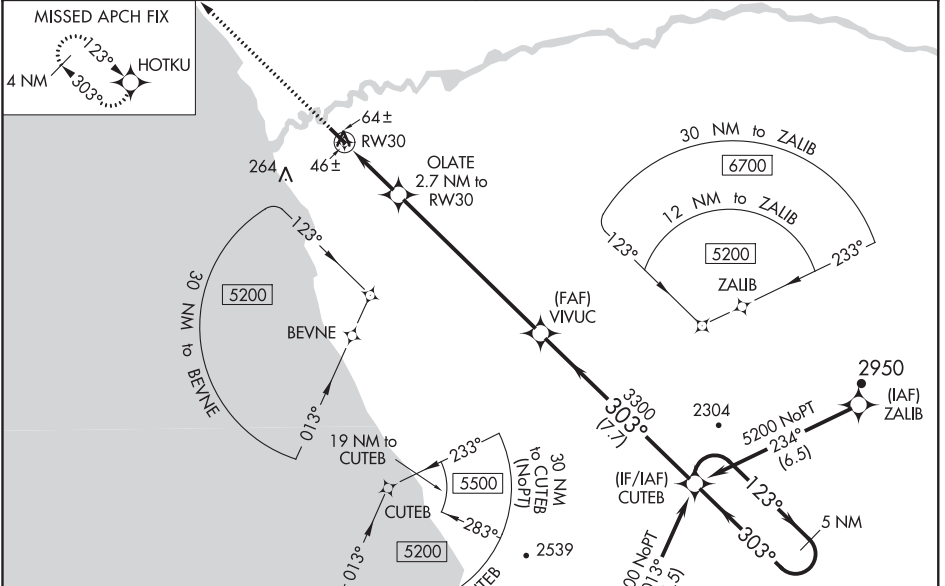 MISSED APCH FIX
123°
HOTKU
4 NM
303°
64±
RW30
46±
264
OLATE
2.7 NM to
RW30
30 NM to ZALIB
6700
12 NM to ZALIB
5200
123°
233°
ZALIB
123°
5200
30 NM to BEVNE
BEVNE
013°
(FAF)
VIVUC
2950
(IAF)
ZALIB
3300
303°
(7.7)
2304
5200 NoPT
234°
(6.5)
(IF/IAF)
CUTEB
123°
303°
5 NM
19 NM to
CUTEB
233°
5500
30 NM
to CUTEB
(NoPT)
283°
CUTEB
5200
013°
2539
00 NoPT
013°
.5)
TEB